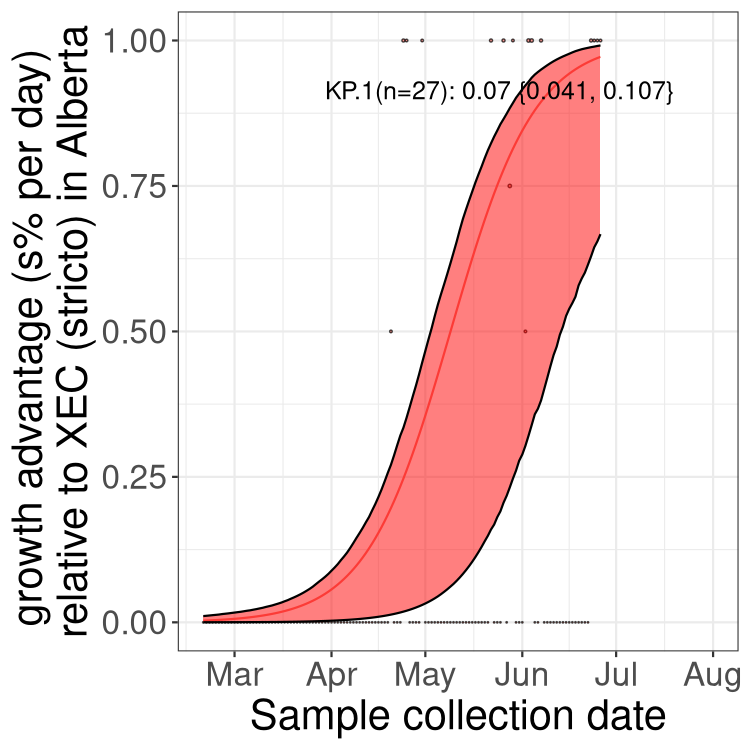 growth advantage (s% per day)
relative to XEC (stricto) in Alberta
1.00
0.75
0.50
0.25
0.00
KP.1(n=27): 0.07 {0.041, 0.107}
Mar Apr May Jun Jul Aug
Sample collection date